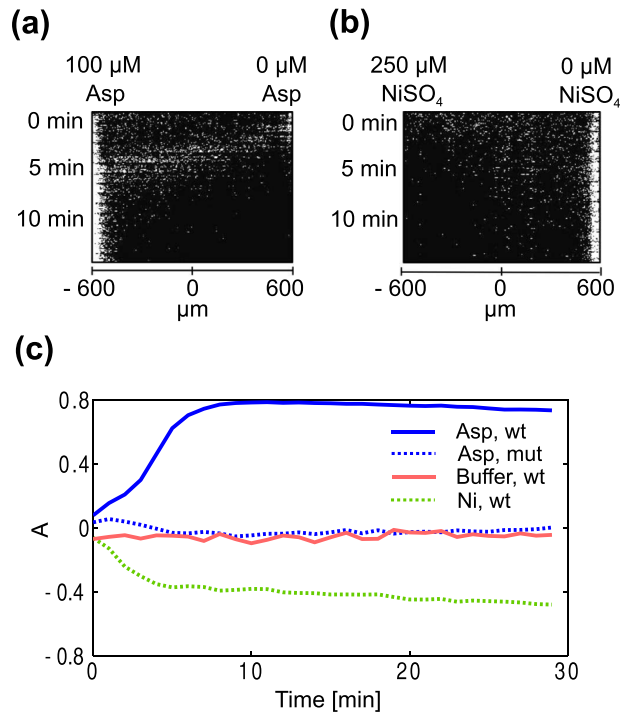 (a)
100 µM
Asp
0 µM
Asp
0 min
5 min
10 min
- 600
0
600
µm
(b)
250 µM
NiSO₄
0 µM
NiSO₄
0 min
5 min
10 min
- 600
0
600
µm
(c)
0.8
0.4
0
- 0.4
- 0.8
A
Asp, wt
Asp, mut
Buffer, wt
Ni, wt
0
10
20
30
Time [min]